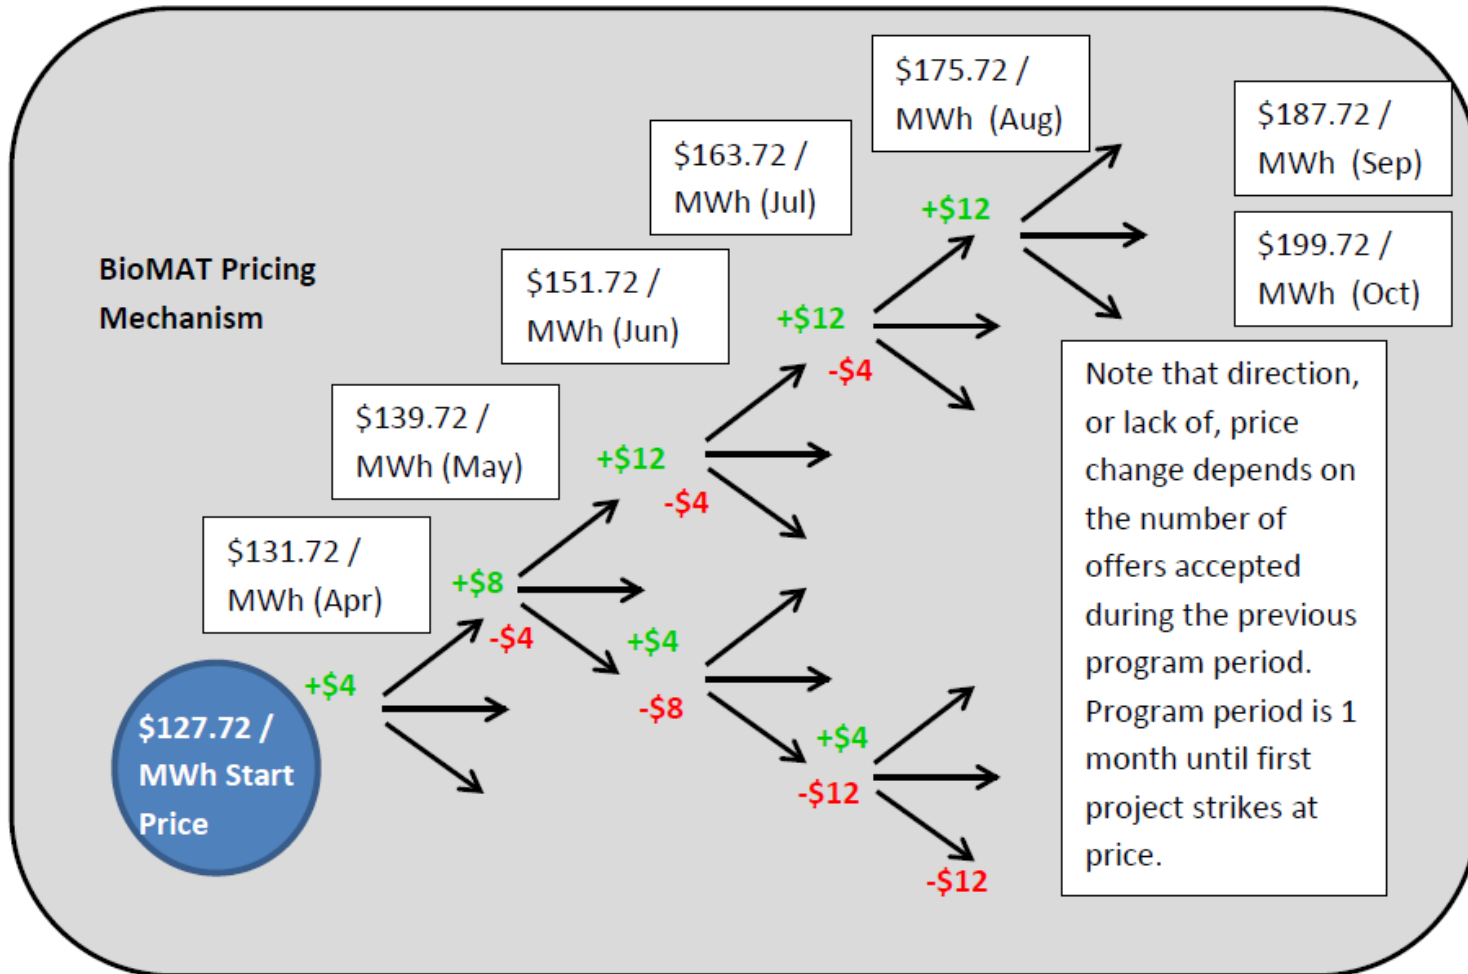 $175.72 /
MWh  (Aug)
$187.72 /
MWh  (Sep)
$163.72 /
MWh (Jul)
+$12
$199.72 /
MWh  (Oct)
BioMAT Pricing
Mechanism
$151.72 /
MWh (Jun)
+$12
-$4
$139.72 /
MWh (May)
+$12
-$4
$131.72 /
MWh (Apr)
+$8
-$4
+$4
-$8
+$4
$127.72 /
MWh Start
Price
+$4
-$12
-$12
Note that direction,
or lack of, price
change depends on
the number of
offers accepted
during the previous
program period.
Program period is 1
month until first
project strikes at
price.